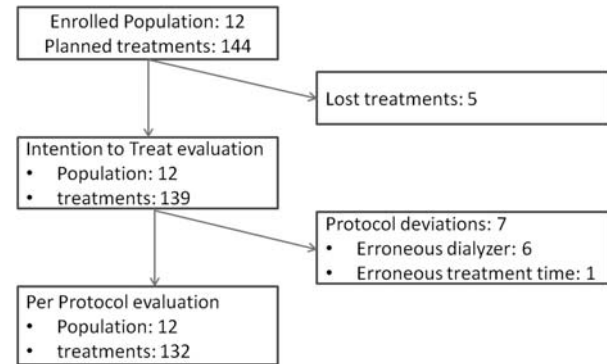 Enrolled Population: 12
Planned treatments: 144
Lost treatments: 5
Intention to Treat evaluation
• Population: 12
• treatments: 139
Protocol deviations: 7
• Erroneous dialyzer: 6
• Erroneous treatment time: 1
Per Protocol evaluation
• Population: 12
• treatments: 132